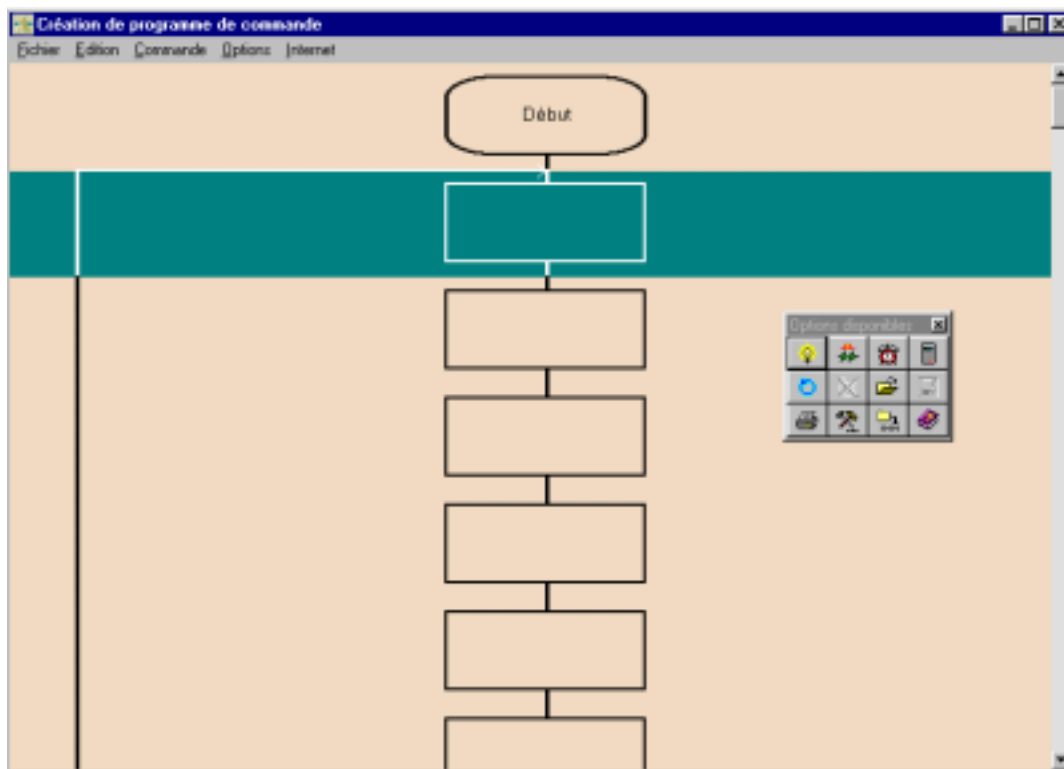 Création de programme de commande
Fichier Edition Commande Options Internet
Début
Options disponibles